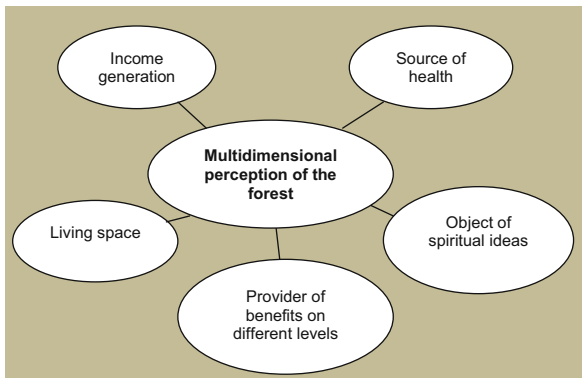 Income
generation
Source of
health
Multidimensional
perception of the
forest
Living space
Object of
spiritual ideas
Provider of
benefits on
different levels